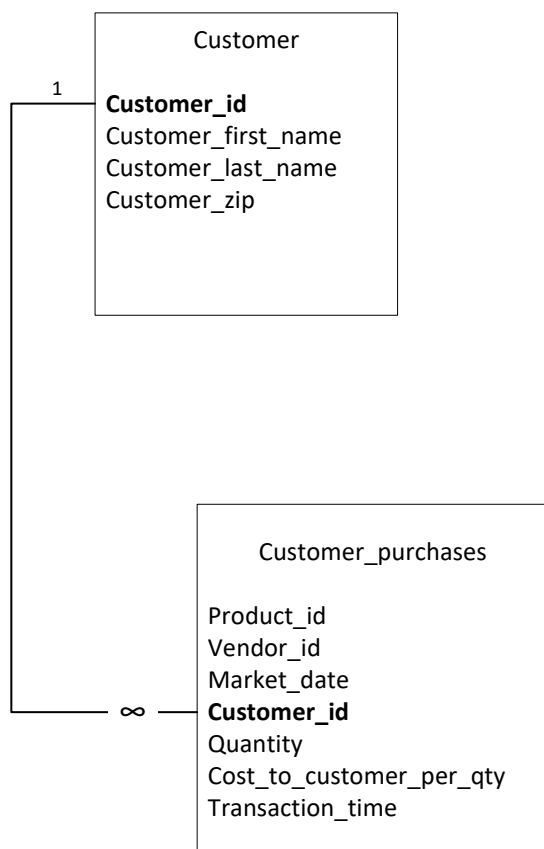 Customer
1
Customer_id
Customer_first_name
Customer_last_name
Customer_zip
Customer_purchases
Product_id
Vendor_id
Market_date
∞
Customer_id
Quantity
Cost_to_customer_per_qty
Transaction_time